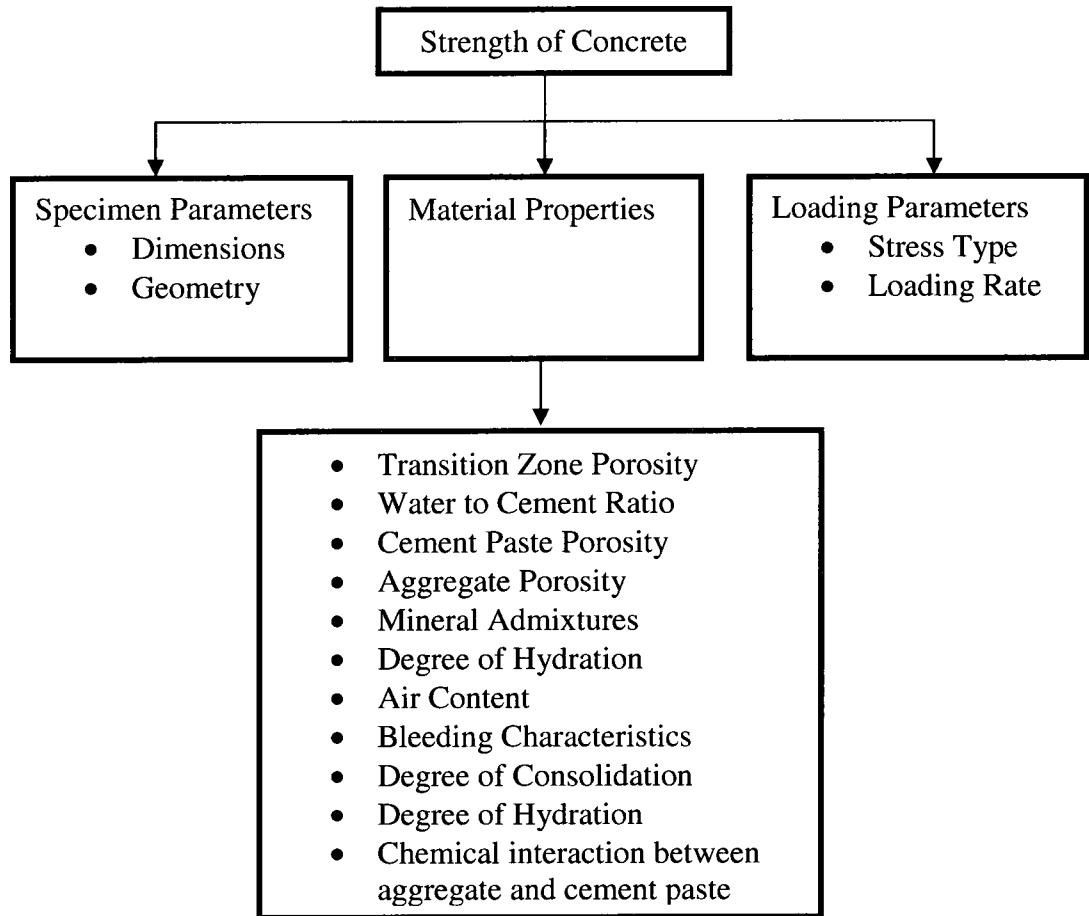 Strength of Concrete
Specimen Parameters
• Dimensions
• Geometry
Material Properties
Loading Parameters
• Stress Type
• Loading Rate
• Transition Zone Porosity
• Water to Cement Ratio
• Cement Paste Porosity
• Aggregate Porosity
• Mineral Admixtures
• Degree of Hydration
• Air Content
• Bleeding Characteristics
• Degree of Consolidation
• Degree of Hydration
• Chemical interaction between
aggregate and cement paste